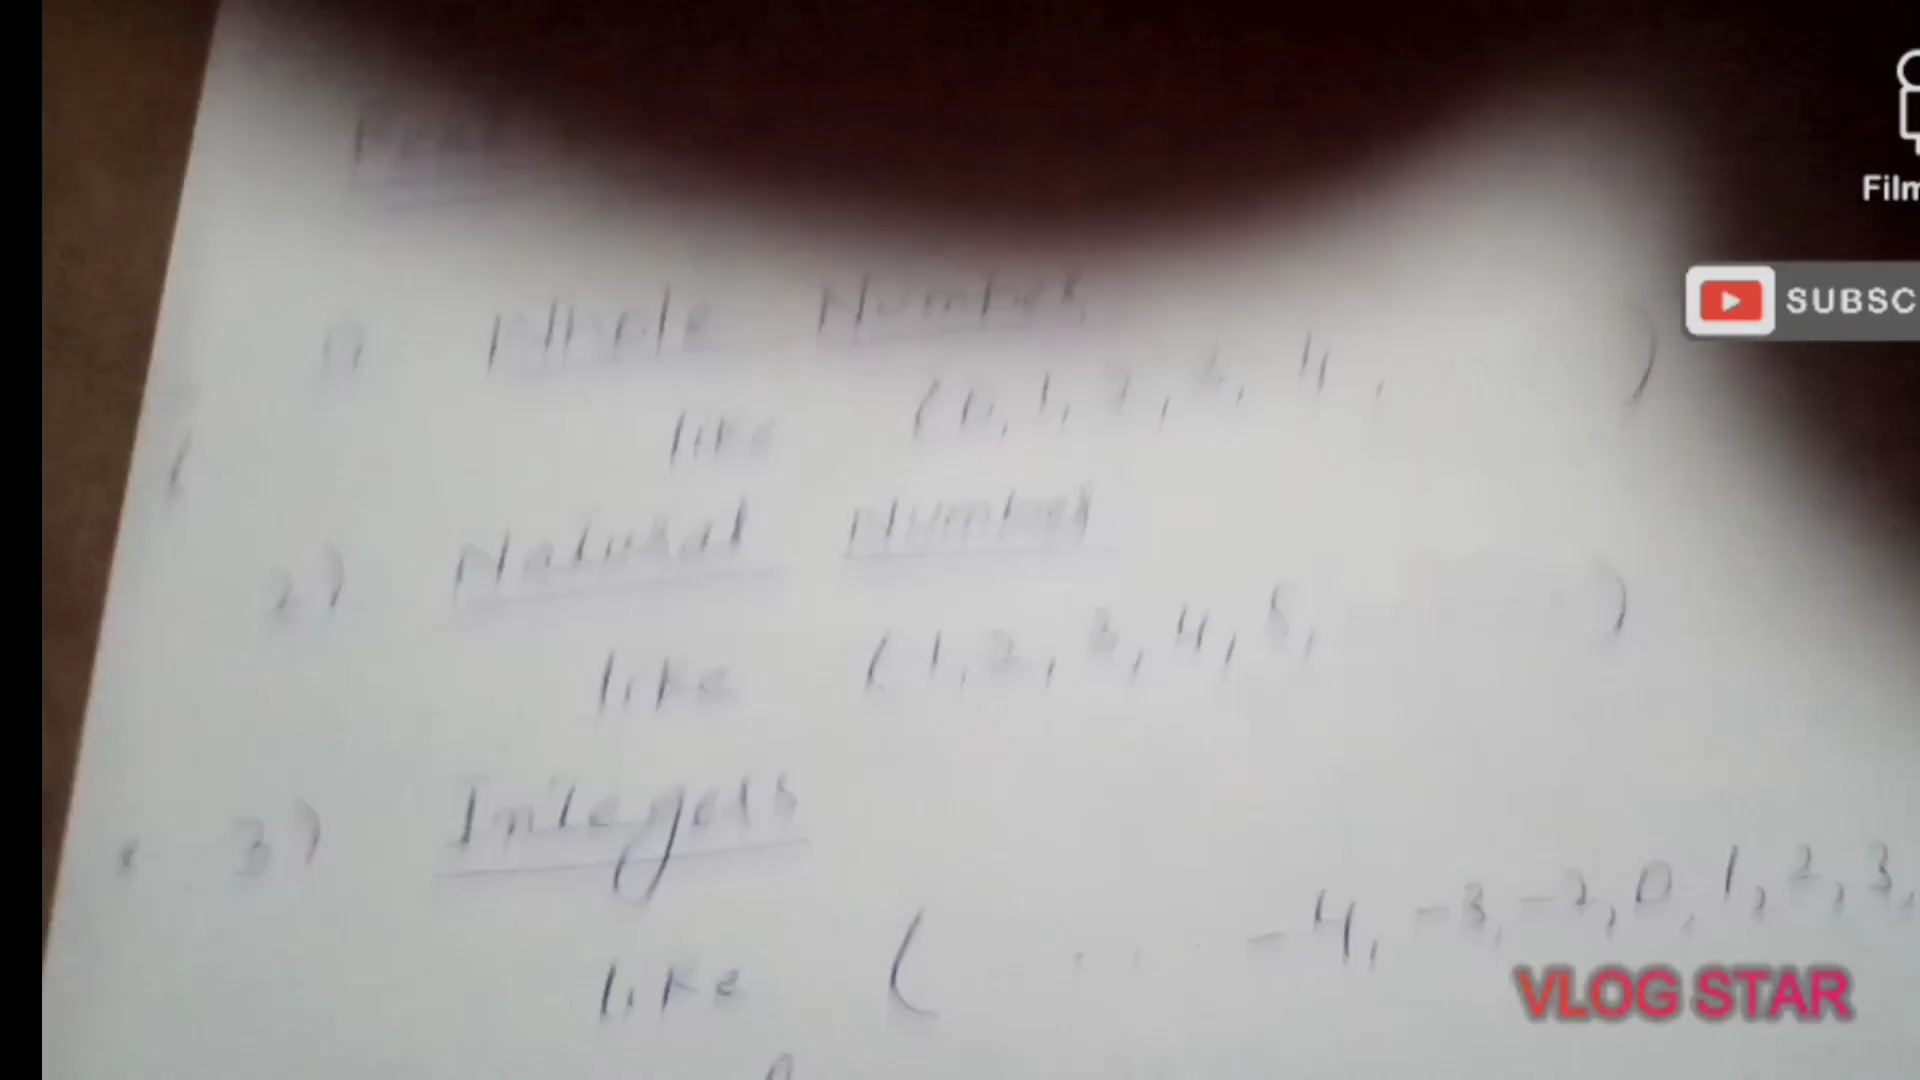 Real
1) Whole Number
like (0, 1, 2, 3, 4,        )
2) Natural Number
like (1, 2, 3, 4, 5,        )
3) Integers
like ( ... -4, -3, -2, 0, 1, 2, 3,
Film
SUBSC
VLOG STAR